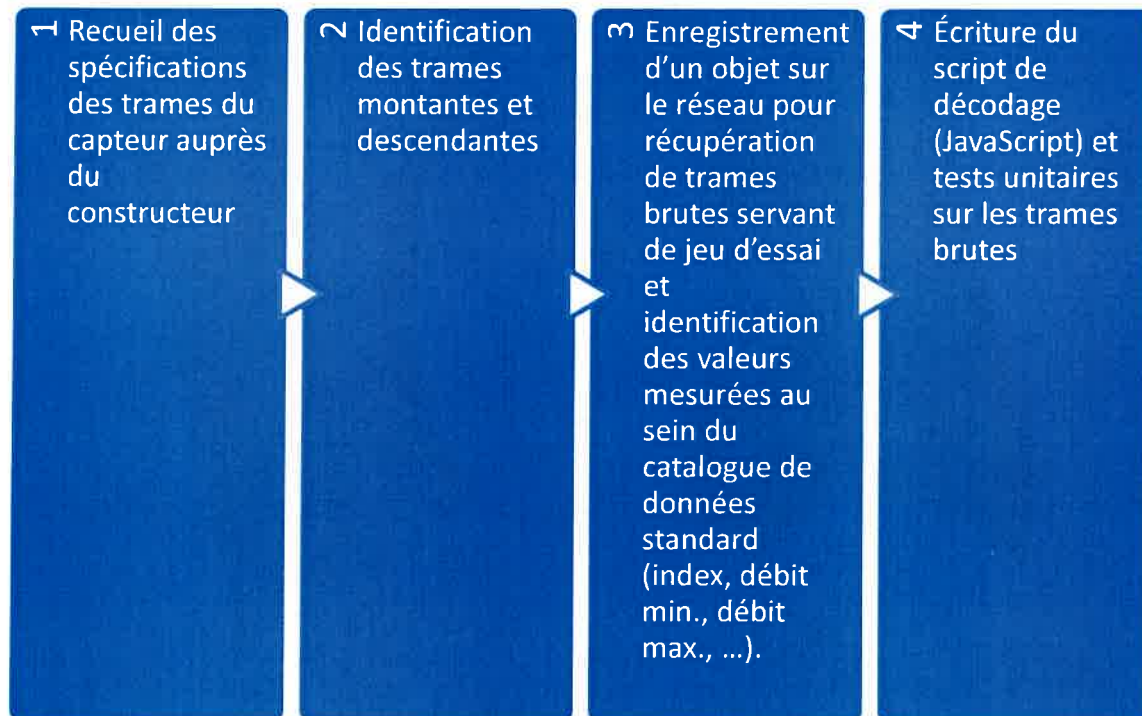 1 Recueil des
spécifications
des trames du
capteur auprès
du
constructeur
2 Identification
des trames
montantes et
descendantes
3 Enregistrement
d'un objet sur
le réseau pour
récupération
de trames
brutes servant
de jeu d'essai
et
identification
des valeurs
mesurées au
sein du
catalogue de
données
standard
(index, débit
min., débit
max., ...).
4 Écriture du
script de
décodage
(JavaScript) et
tests unitaires
sur les trames
brutes